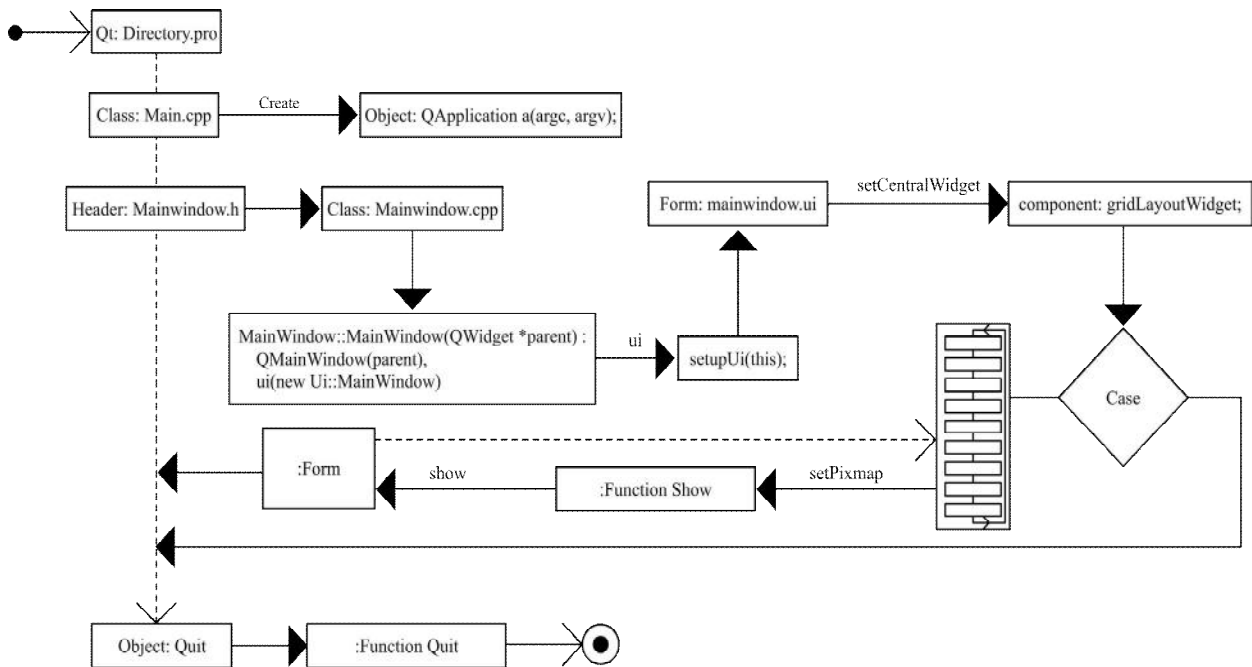 Qt: Directory.pro
Class: Main.cpp
Create
Object: QApplication a(argc, argv);
Header: Mainwindow.h
Class: Mainwindow.cpp
Form: mainwindow.ui
setCentralWidget
component: gridLayoutWidget;
MainWindow::MainWindow(QWidget *parent) :
QMainWindow(parent),
ui(new Ui::MainWindow)
ui
setupUi(this);
Case
:Form
show
:Function Show
setPixmap
Object: Quit
:Function Quit